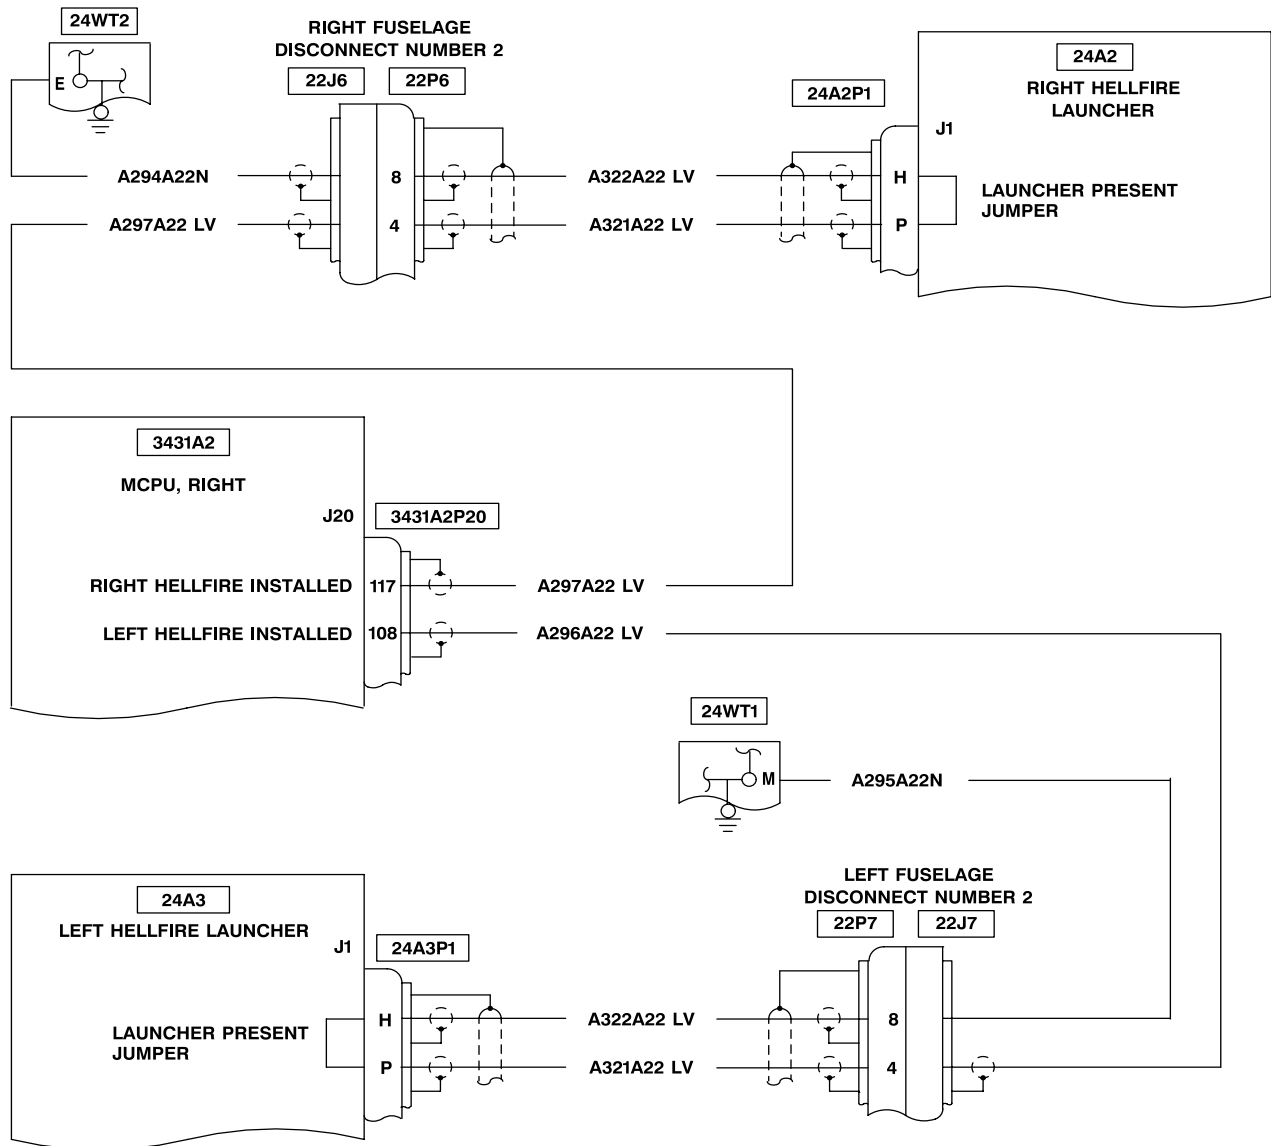 24WT2
E
RIGHT FUSELAGE
DISCONNECT NUMBER 2
22J6
22P6
24A2P1
24A2
RIGHT HELLFIRE
LAUNCHER
J1
A294A22N
8
A322A22 LV
H
A297A22 LV
4
A321A22 LV
P
LAUNCHER PRESENT
JUMPER
3431A2
MCPU, RIGHT
J20
3431A2P20
RIGHT HELLFIRE INSTALLED
117
A297A22 LV
LEFT HELLFIRE INSTALLED
108
A296A22 LV
24WT1
M
A295A22N
24A3
LEFT HELLFIRE LAUNCHER
J1
24A3P1
LEFT FUSELAGE
DISCONNECT NUMBER 2
22P7
22J7
LAUNCHER PRESENT
JUMPER
H
A322A22 LV
8
P
A321A22 LV
4